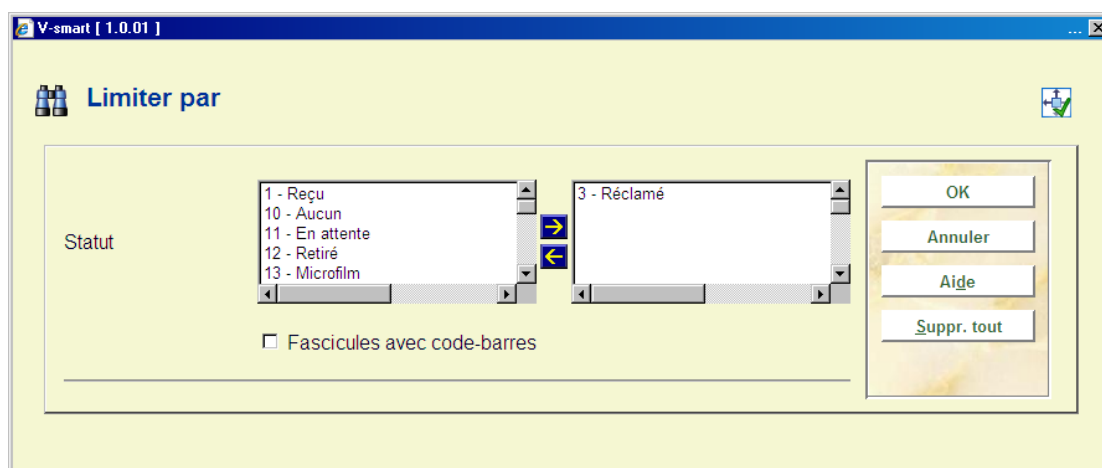 V-smart [ 1.0.01 ]
...
Limiter par
Statut
1 - Reçu
10 - Aucun
11 - En attente
12 - Retiré
13 - Microfilm
3 - Réclamé
Fascicules avec code-barres
OK
Annuler
Aide
Suppr. tout